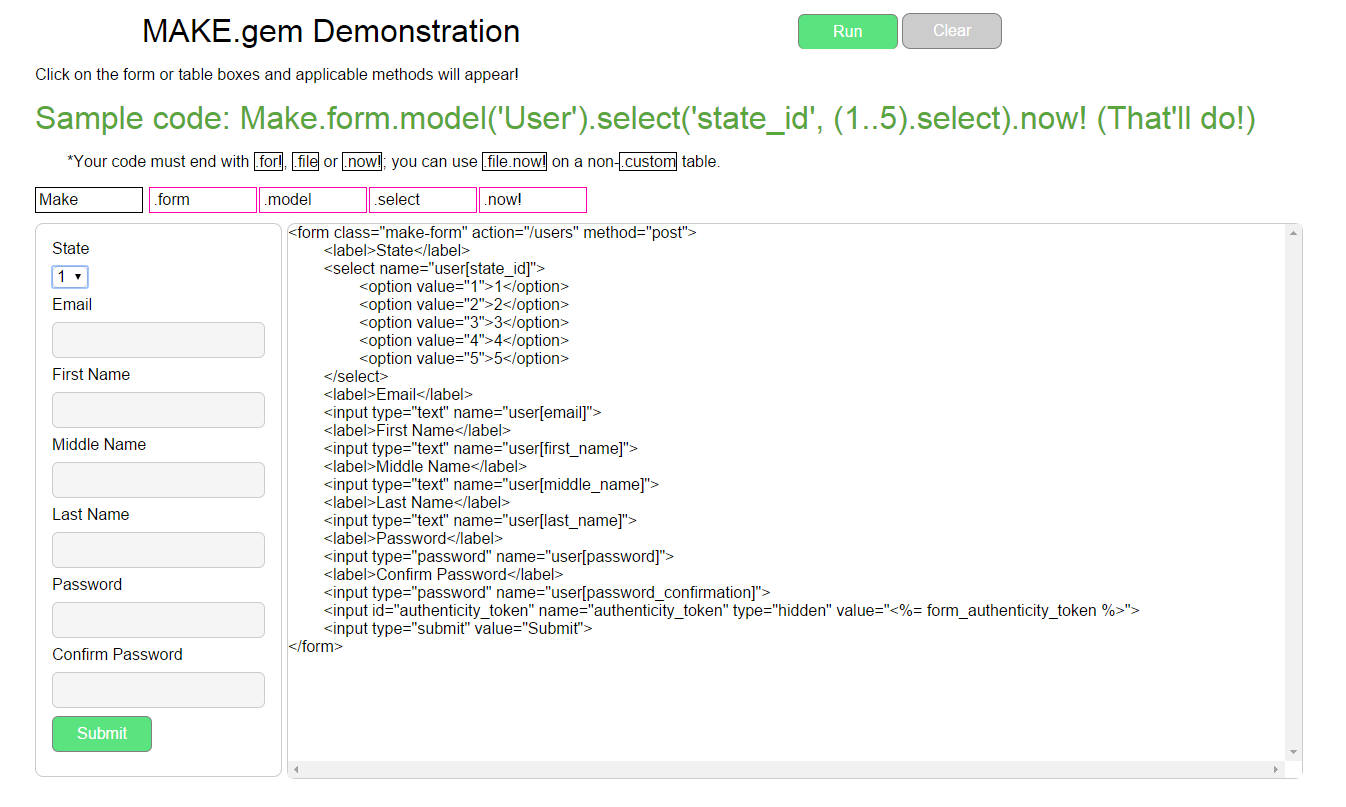 MAKE.gem Demonstration
Run
Clear
Click on the form or table boxes and applicable methods will appear!
Sample code: Make.form.model('User').select('state_id', (1..5).select).now! (That'll do!)
*Your code must end with .for!, .file or .now!; you can use .file.now! on a non-.custom table.
Make .form .model .select .now!
State
1
Email
First Name
Middle Name
Last Name
Password
Confirm Password
Submit
<form class="make-form" action="/users" method="post">
<label>State</label>
<select name="user[state_id]">
<option value="1">1</option>
<option value="2">2</option>
<option value="3">3</option>
<option value="4">4</option>
<option value="5">5</option>
</select>
<label>Email</label>
<input type="text" name="user[email]">
<label>First Name</label>
<input type="text" name="user[first_name]">
<label>Middle Name</label>
<input type="text" name="user[middle_name]">
<label>Last Name</label>
<input type="text" name="user[last_name]">
<label>Password</label>
<input type="password" name="user[password]">
<label>Confirm Password</label>
<input type="password" name="user[password_confirmation]">
<input id="authenticity_token" name="authenticity_token" type="hidden" value="<%= form_authenticity_token %>">
<input type="submit" value="Submit">
</form>